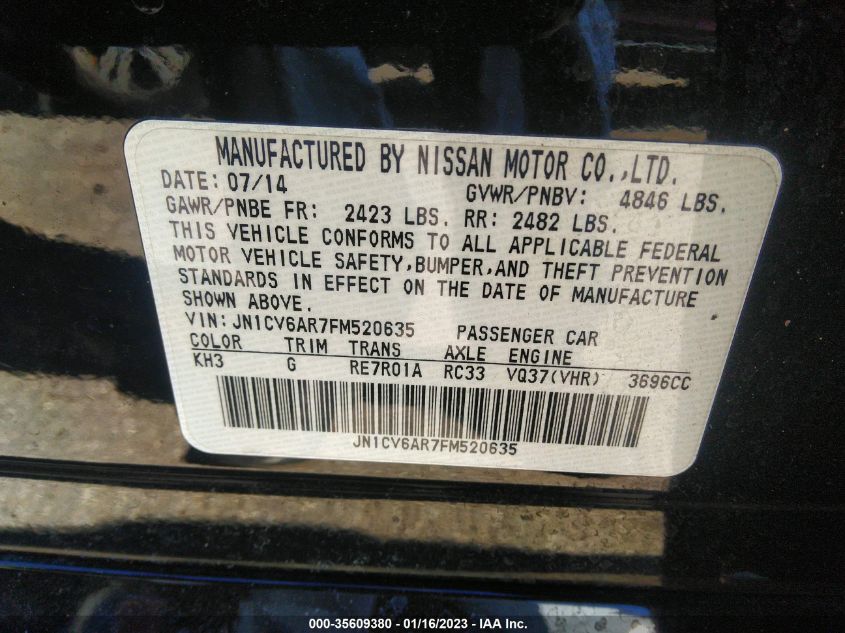 MANUFACTURED BY NISSAN MOTOR CO.,LTD.
DATE: 07/14 GVWR/PNBV: 4846 LBS.
GAWR/PNBE FR: 2423 LBS. RR: 2482 LBS.
THIS VEHICLE CONFORMS TO ALL APPLICABLE FEDERAL
MOTOR VEHICLE SAFETY,BUMPER,AND THEFT PREVENTION
STANDARDS IN EFFECT ON THE DATE OF MANUFACTURE
SHOWN ABOVE.
VIN:JN1CV6AR7FM520635 PASSENGER CAR
COLOR TRIM TRANS AXLE ENGINE
KH3 G RE7R01A RC33 VQ37(VHR) 3696CC
JN1CV6AR7FM520635
000-35609380 - 01/16/2023 - IAA Inc.